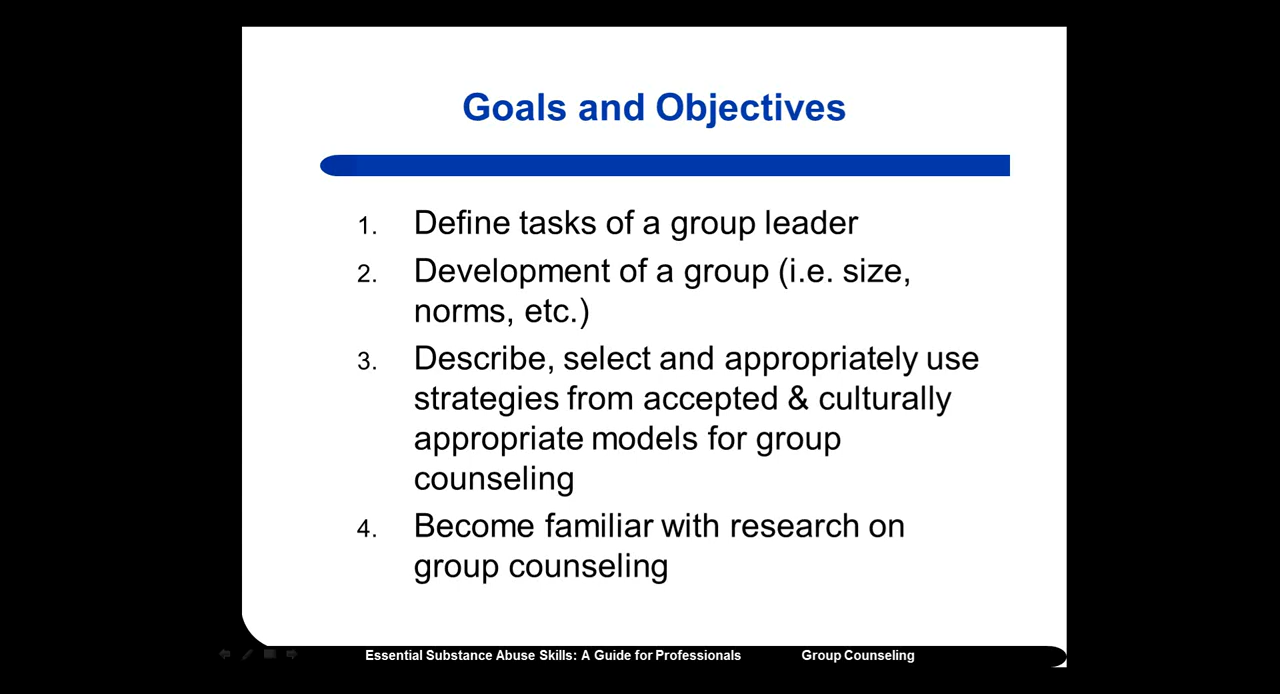 Goals and Objectives
1. Define tasks of a group leader
2. Development of a group (i.e. size,
norms, etc.)
3. Describe, select and appropriately use
strategies from accepted & culturally
appropriate models for group
counseling
4. Become familiar with research on
group counseling
Essential Substance Abuse Skills: A Guide for Professionals Group Counseling